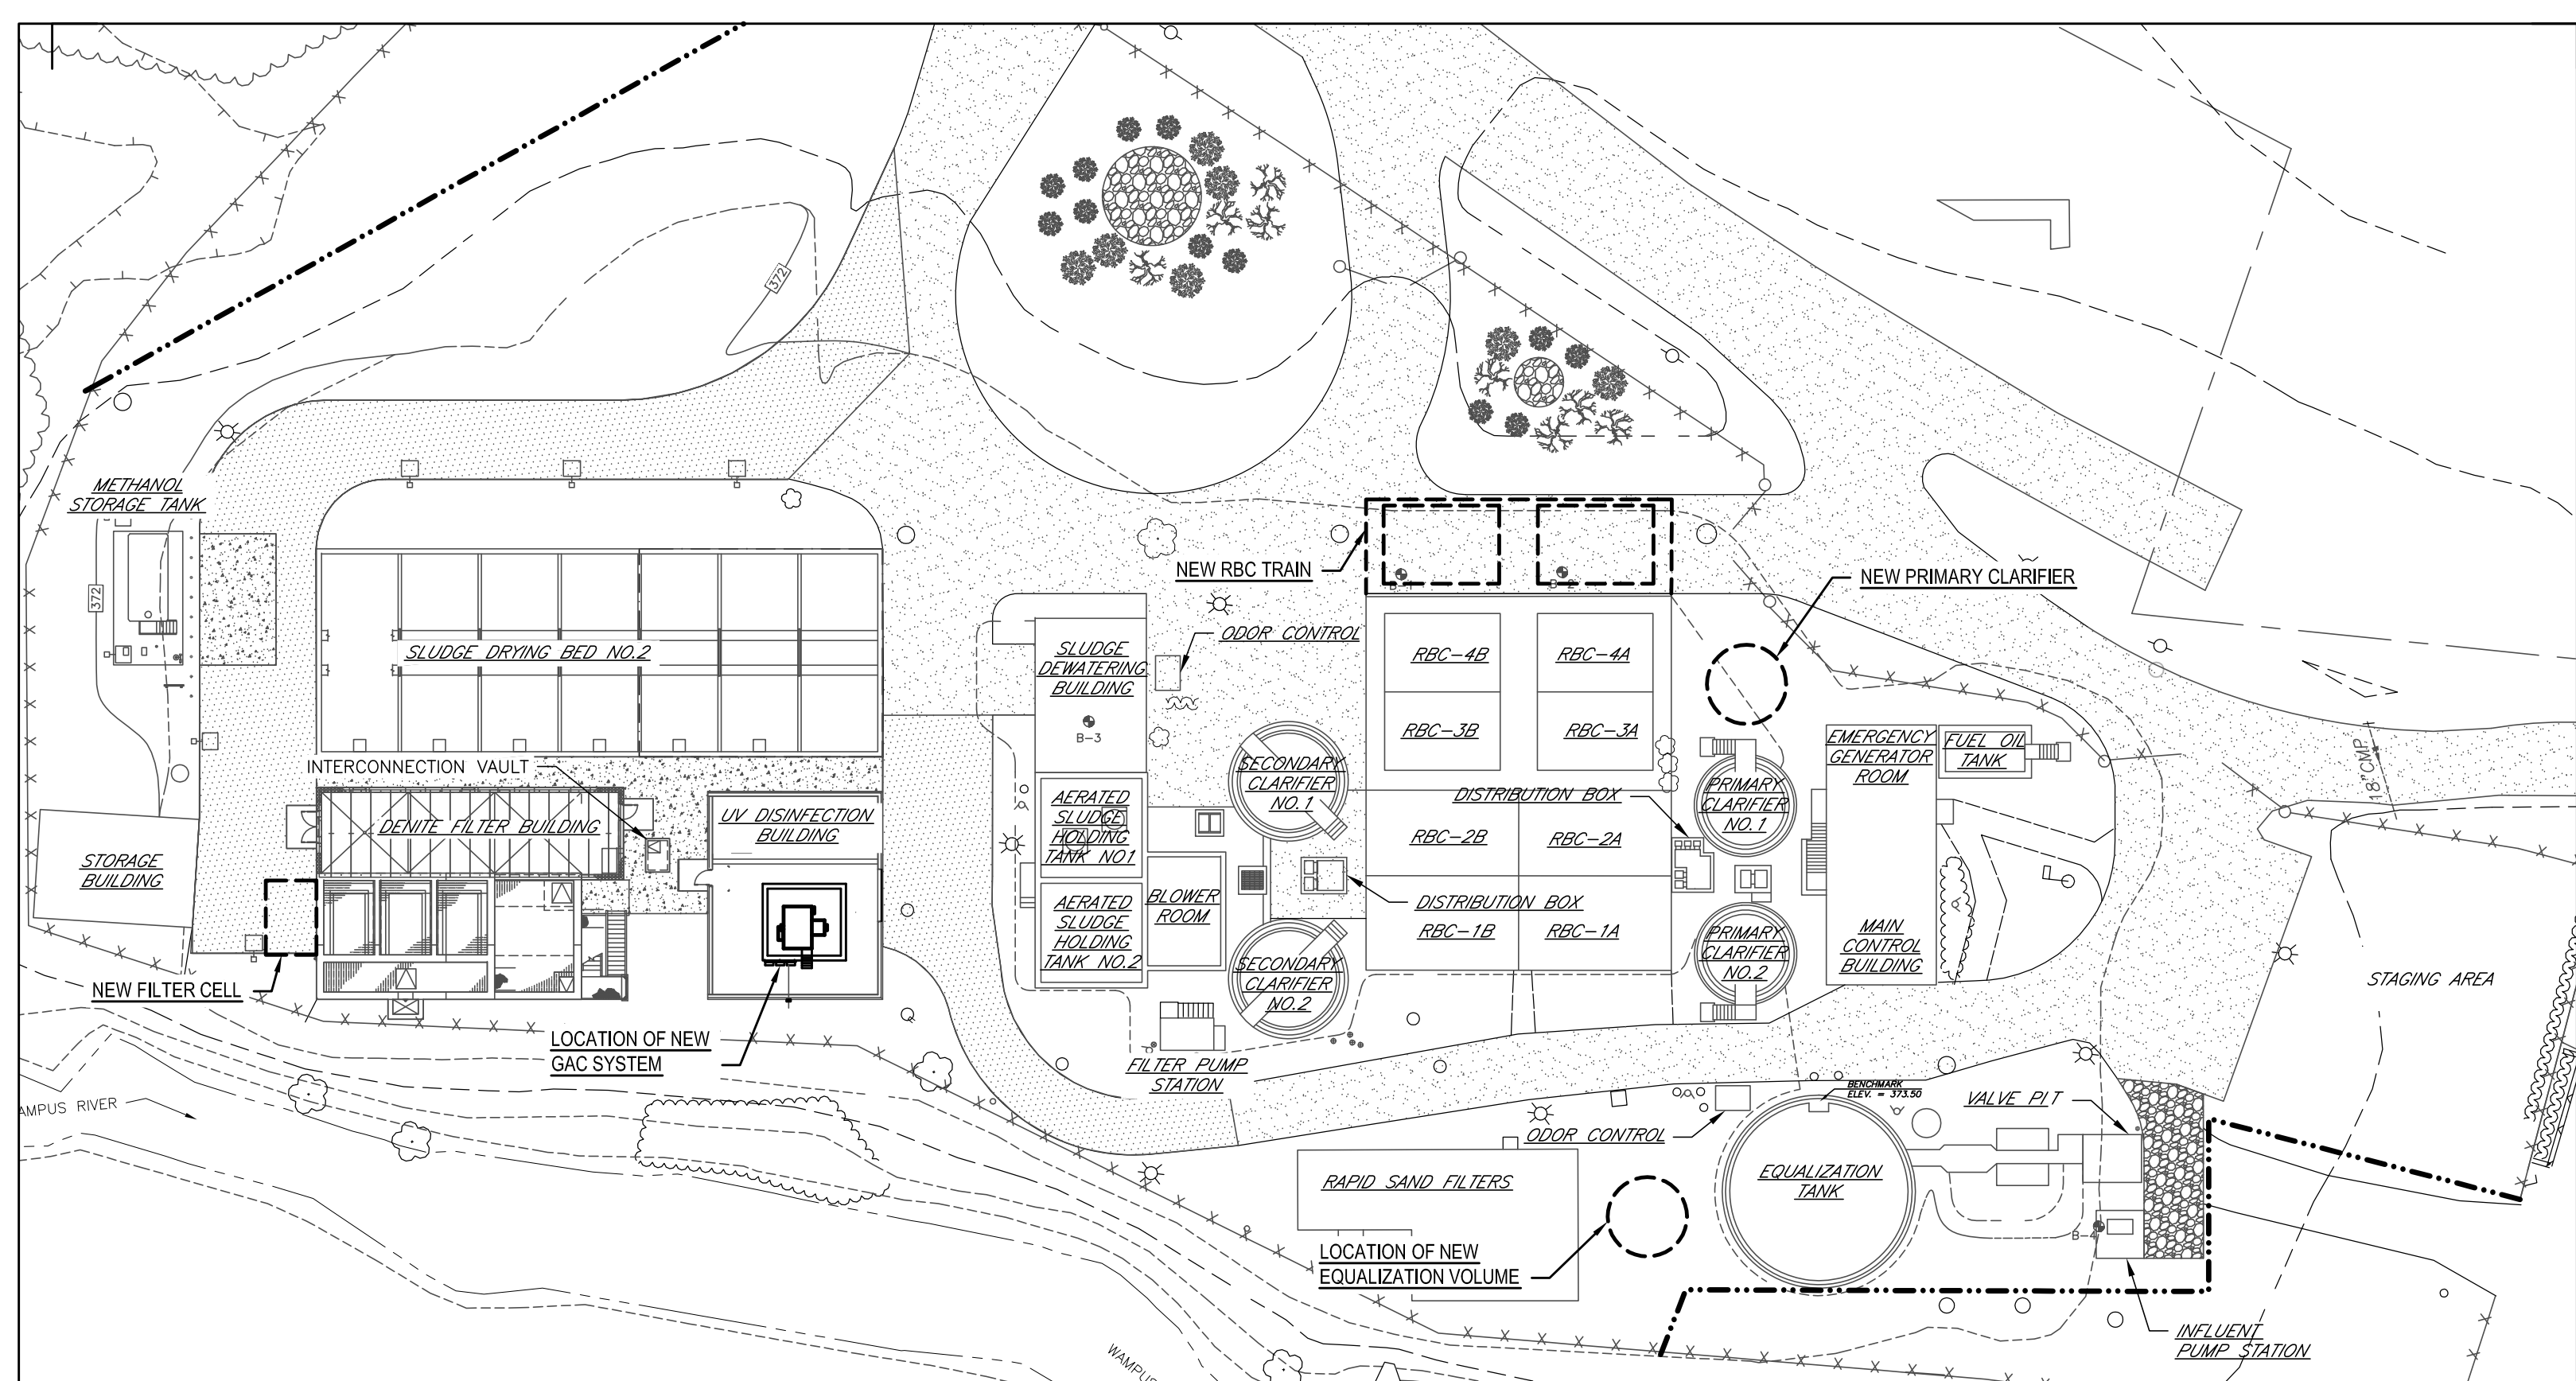 372
METHANOL
STORAGE TANK
372
NEW RBC TRAIN
NEW PRIMARY CLARIFIER
SLUDGE DRYING BED NO.2
SLUDGE
DEWATERING
BUILDING
B-3
ODOR CONTROL
RBC-4B
RBC-4A
RBC-3B
RBC-3A
RBC-2B
RBC-2A
RBC-1B
RBC-1A
EMERGENCY
GENERATOR
ROOM
FUEL OIL
TANK
18"CMP
INTERCONNECTION VAULT
SECONDARY
CLARIFIER
NO.1
DISTRIBUTION BOX
PRIMARY
CLARIFIER
NO.1
DENITE FILTER BUILDING
UV DISINFECTION
BUILDING
AERATED
SLUDGE
HOLDING
TANK NO1
STORAGE
BUILDING
AERATED
SLUDGE
HOLDING
TANK NO.2
BLOWER
ROOM
DISTRIBUTION BOX
PRIMARY
CLARIFIER
NO.2
MAIN
CONTROL
BUILDING
SECONDARY
CLARIFIER
NO.2
STAGING AREA
NEW FILTER CELL
LOCATION OF NEW
GAC SYSTEM
FILTER PUMP
STATION
BENCHMARK
ELEV. = 373.50
VALVE PIT
AMPUS RIVER
ODOR CONTROL
RAPID SAND FILTERS
EQUALIZATION
TANK
B-4
LOCATION OF NEW
EQUALIZATION VOLUME
INFLUENT
PUMP STATION
WAMPUS